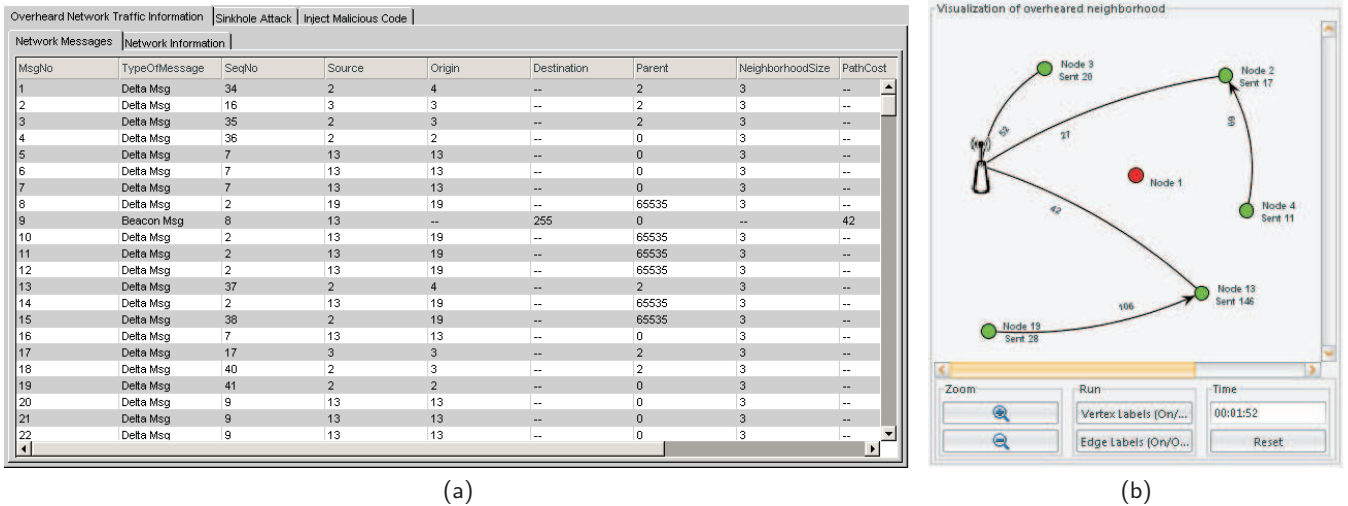 Overheard Network Traffic Information Sinkhole Attack Inject Malicious Code
Network Messages Network Information
MsgNo TypeOfMessage SeqNo Source Origin Destination Parent NeighborhoodSize PathCost
1 Delta Msg 34 2 4 -- 2 3 --
2 Delta Msg 16 3 3 -- 2 3 --
3 Delta Msg 35 2 3 -- 2 3 --
4 Delta Msg 36 2 2 -- 0 3 --
5 Delta Msg 7 13 13 -- 0 3 --
6 Delta Msg 7 13 13 -- 0 3 --
7 Delta Msg 7 13 13 -- 0 3 --
8 Delta Msg 2 19 19 -- 65535 3 --
9 Beacon Msg 8 13 -- 255 0 -- 42
10 Delta Msg 2 13 19 -- 65535 3 --
11 Delta Msg 2 13 19 -- 65535 3 --
12 Delta Msg 2 13 19 -- 65535 3 --
13 Delta Msg 37 2 4 -- 2 3 --
14 Delta Msg 2 13 19 -- 65535 3 --
15 Delta Msg 38 2 19 -- 65535 3 --
16 Delta Msg 7 13 13 -- 0 3 --
17 Delta Msg 17 3 3 -- 2 3 --
18 Delta Msg 40 2 3 -- 2 3 --
19 Delta Msg 41 2 2 -- 0 3 --
20 Delta Msg 9 13 13 -- 0 3 --
21 Delta Msg 9 13 13 -- 0 3 --
22 Delta Msg 9 13 13 -- 0 3 --
(a)
Visualization of overheared neighborhood
Node 3
Sent 20
Node 2
Sent 17
52
27
69
Node 1
42
Node 4
Sent 11
Node 13
Sent 146
106
Node 19
Sent 28
Zoom Run Time
Vertex Labels (On/... 00:01:52
Edge Labels (On/O... Reset
(b)